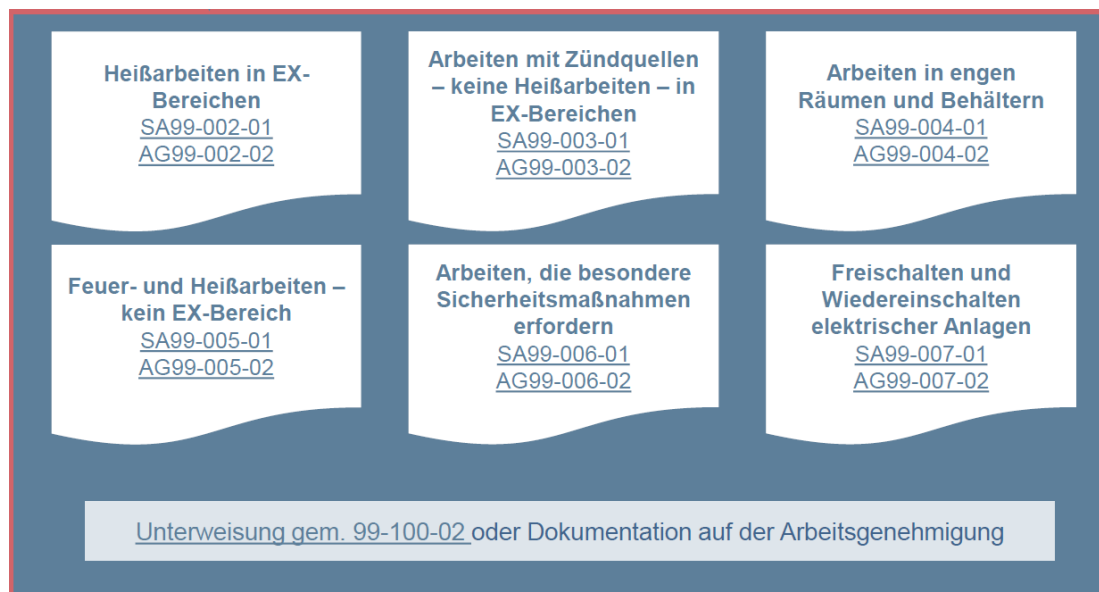 Heißarbeiten in EX-
Bereichen
SA99-002-01
AG99-002-02
Arbeiten mit Zündquellen
– keine Heißarbeiten – in
EX-Bereichen
SA99-003-01
AG99-003-02
Arbeiten in engen
Räumen und Behältern
SA99-004-01
AG99-004-02
Feuer- und Heißarbeiten –
kein EX-Bereich
SA99-005-01
AG99-005-02
Arbeiten, die besondere
Sicherheitsmaßnahmen
erfordern
SA99-006-01
AG99-006-02
Freischalten und
Wiedereinschalten
elektrischer Anlagen
SA99-007-01
AG99-007-02
Unterweisung gem. 99-100-02 oder Dokumentation auf der Arbeitsgenehmigung